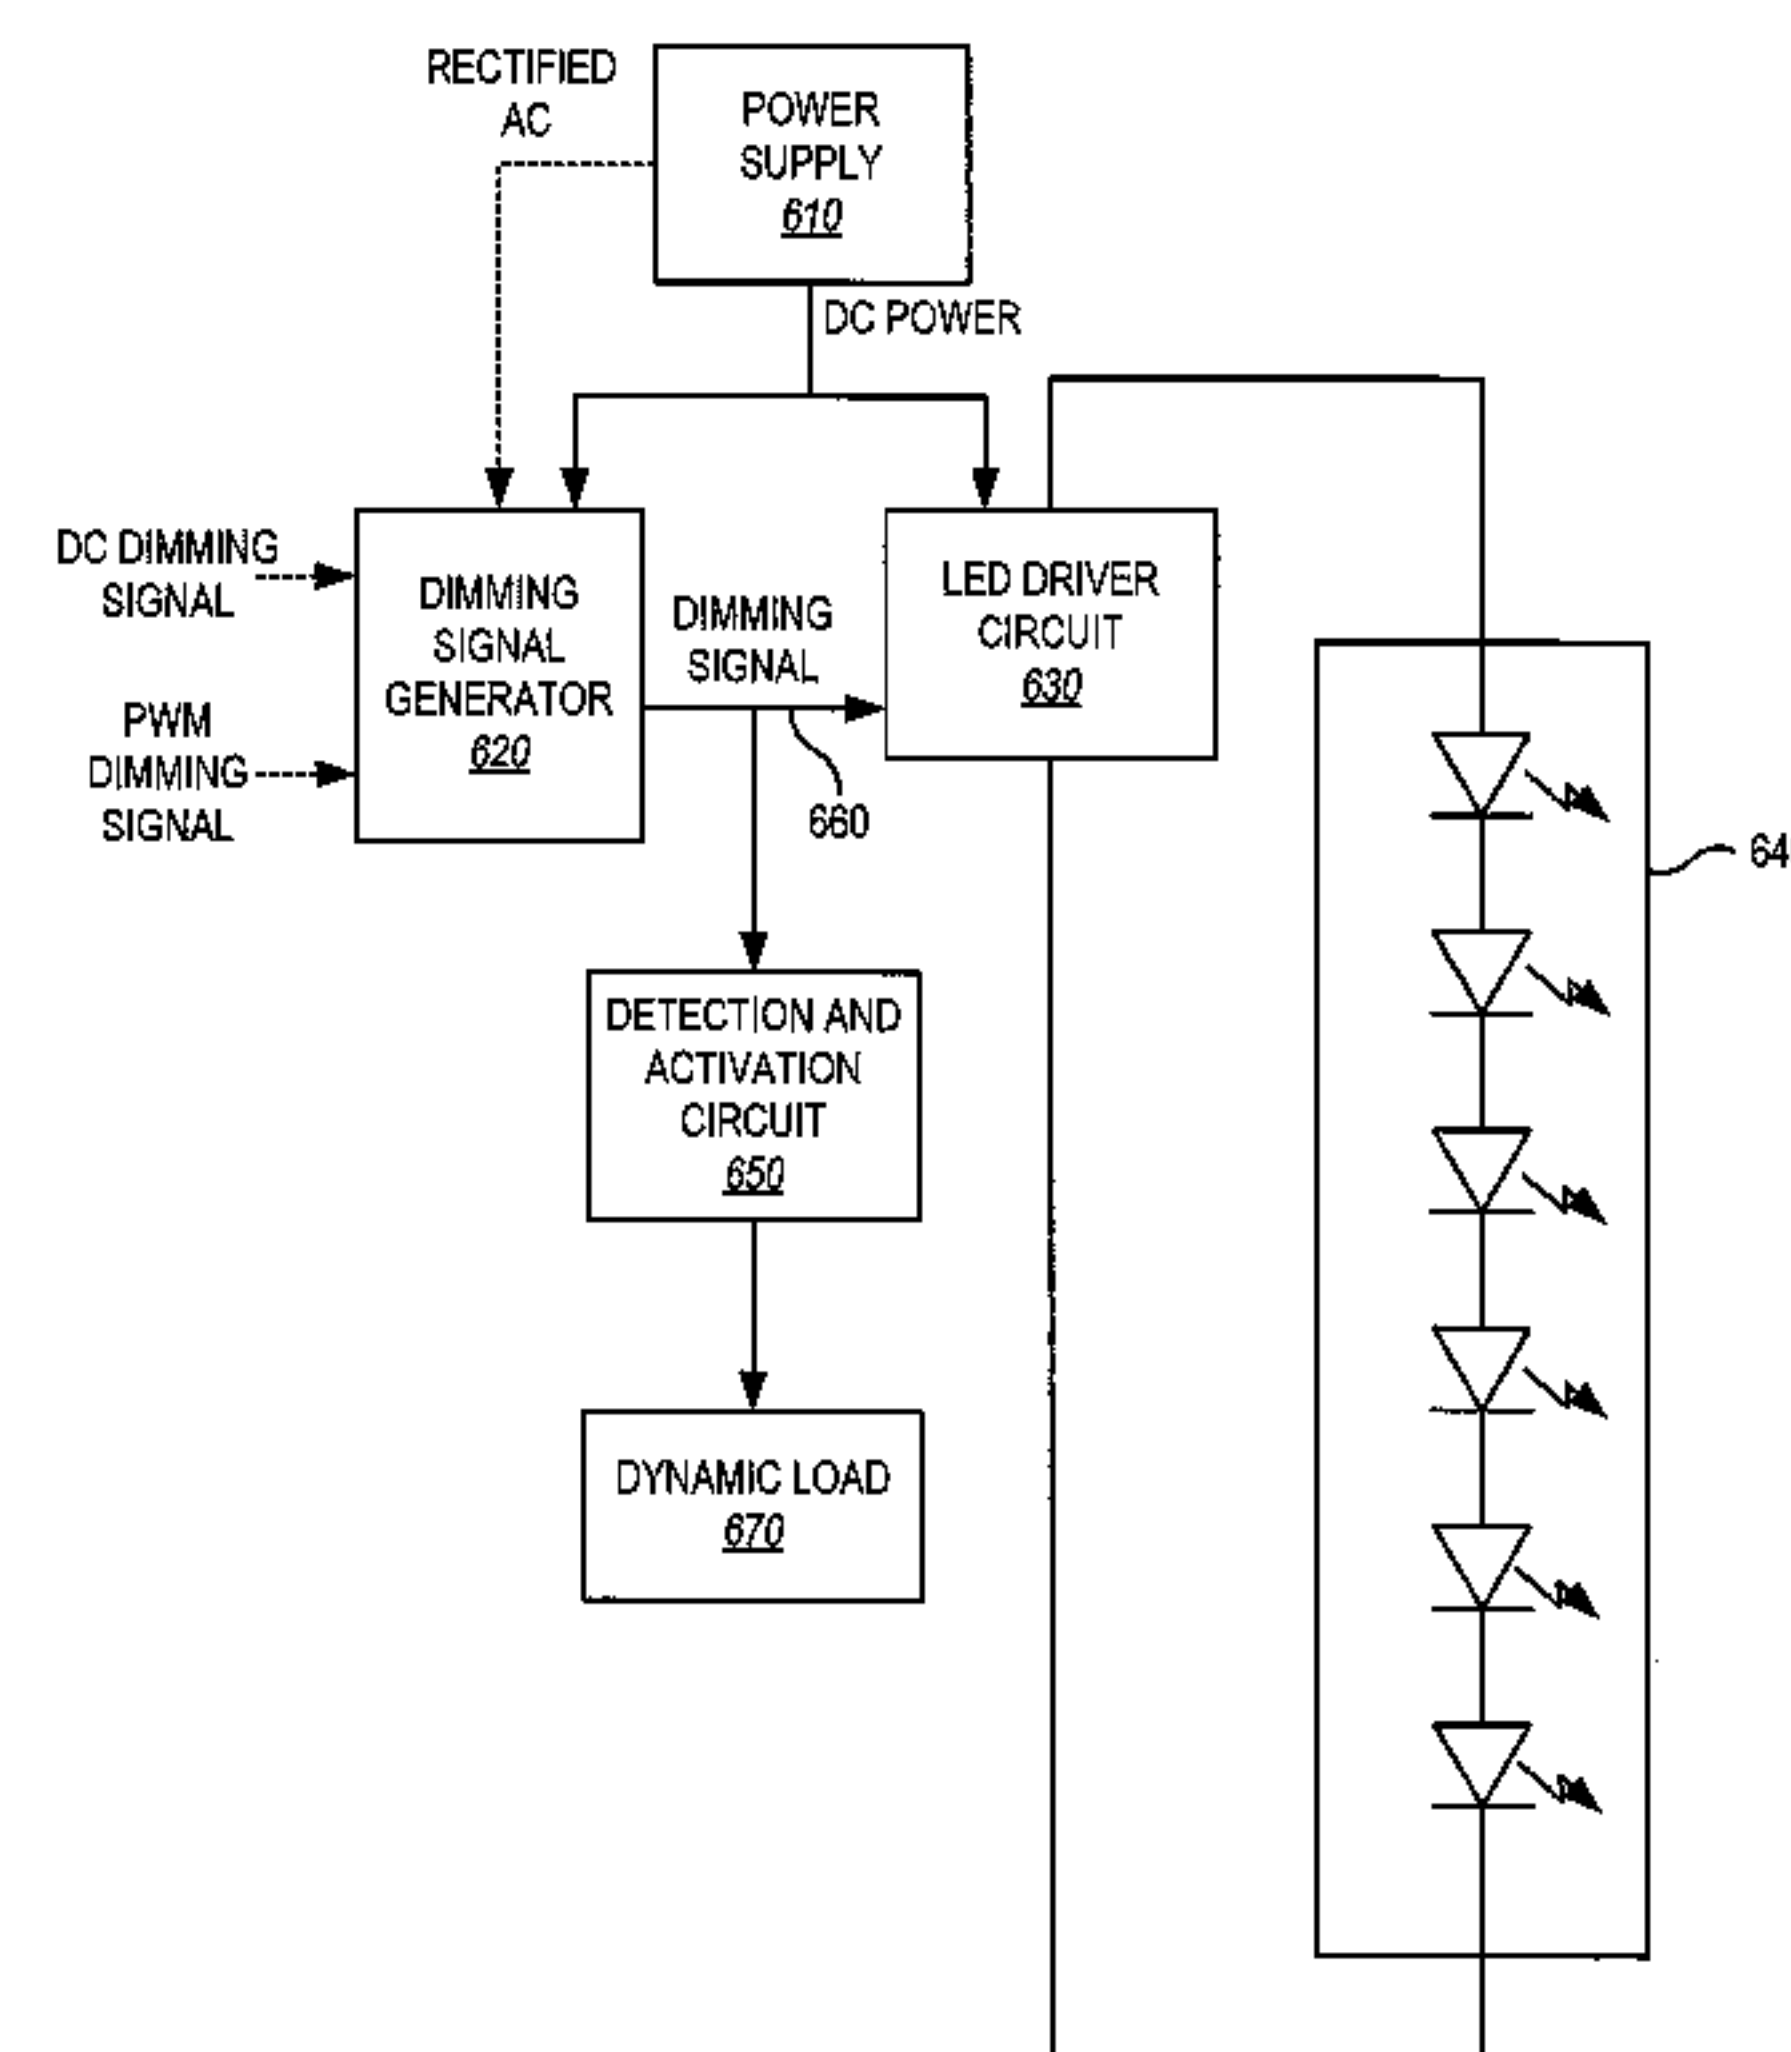 RECTIFIED
AC
POWER
SUPPLY
610
DC POWER
DC DIMMING
SIGNAL
PWM
DIMMING
SIGNAL
DIMMING
SIGNAL
GENERATOR
620
DIMMING
SIGNAL
660
LED DRIVER
CIRCUIT
630
64
DETECTION AND
ACTIVATION
CIRCUIT
650
DYNAMIC LOAD
670